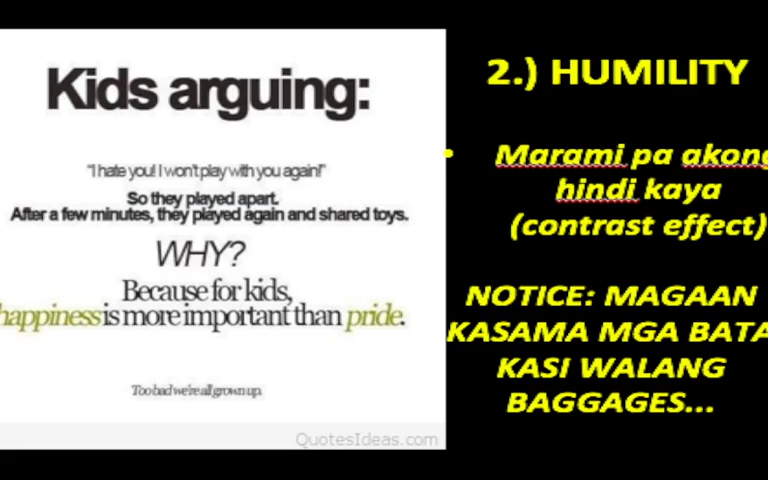 Kids arguing:
"I hate you! I won't play with you again!"
So they played apart.
After a few minutes, they played again and shared toys.
WHY?
Because for kids,
happiness is more important than pride.
Too bad we're all grown up.
QuotesIdeas.com
2.) HUMILITY
• Marami pa akong
hindi kaya
(contrast effect)
NOTICE: MAGAAN
KASAMA MGA BATA
KASI WALANG
BAGGAGES...